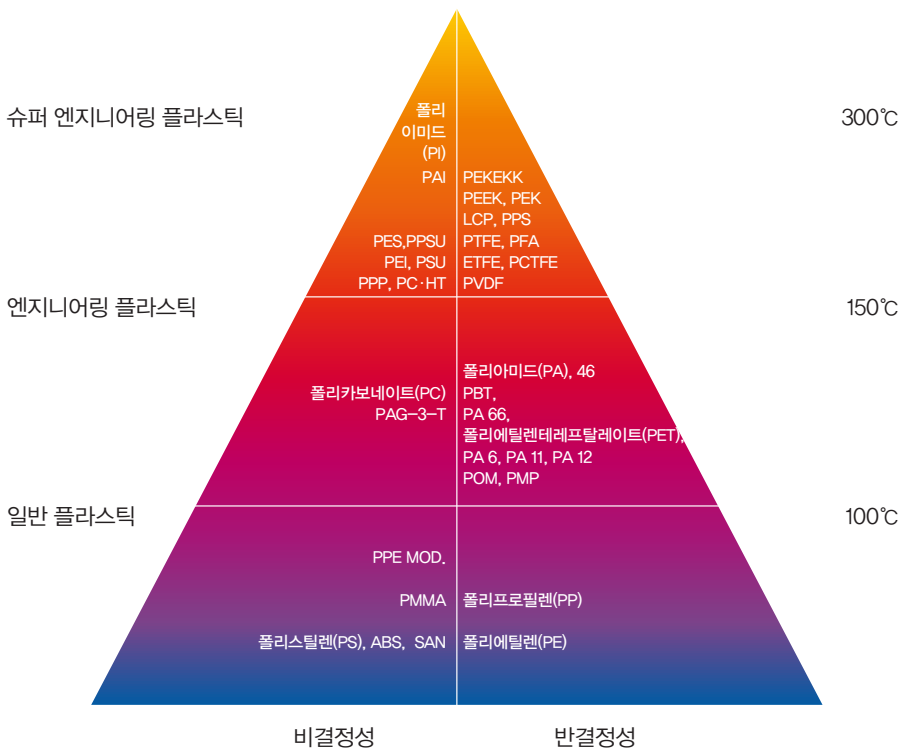 슈퍼 엔지니어링 플라스틱
300℃
폴리
이미드
(PI)
PAI
PEKEKK
PEEK, PEK
LCP, PPS
PES,PPSU
PTFE, PFA
PEI, PSU
ETFE, PCTFE
PPP, PC·HT
PVDF
엔지니어링 플라스틱
150℃
폴리아미드(PA), 46
폴리카보네이트(PC)
PBT,
PAG-3-T
PA 66,
폴리에틸렌테레프탈레이트(PET),
PA 6, PA 11, PA 12
POM, PMP
일반 플라스틱
100℃
PPE MOD.
PMMA
폴리프로필렌(PP)
폴리스틸렌(PS), ABS, SAN
폴리에틸렌(PE)
비결정성
반결정성